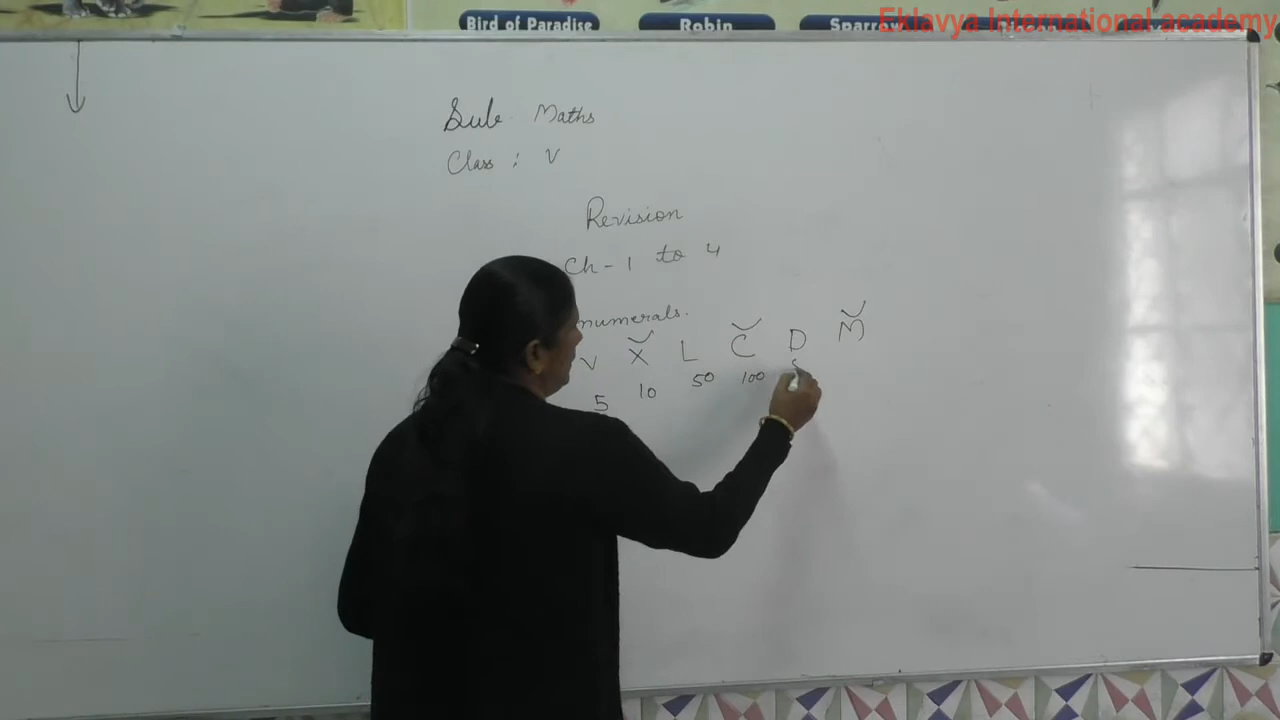 Bird of Paradise
Robin
Eklavya International academy
Sub. Maths
Class : V
Revision
Ch - 1 to 4
numerals.
V X L C D M
5 10 50 100